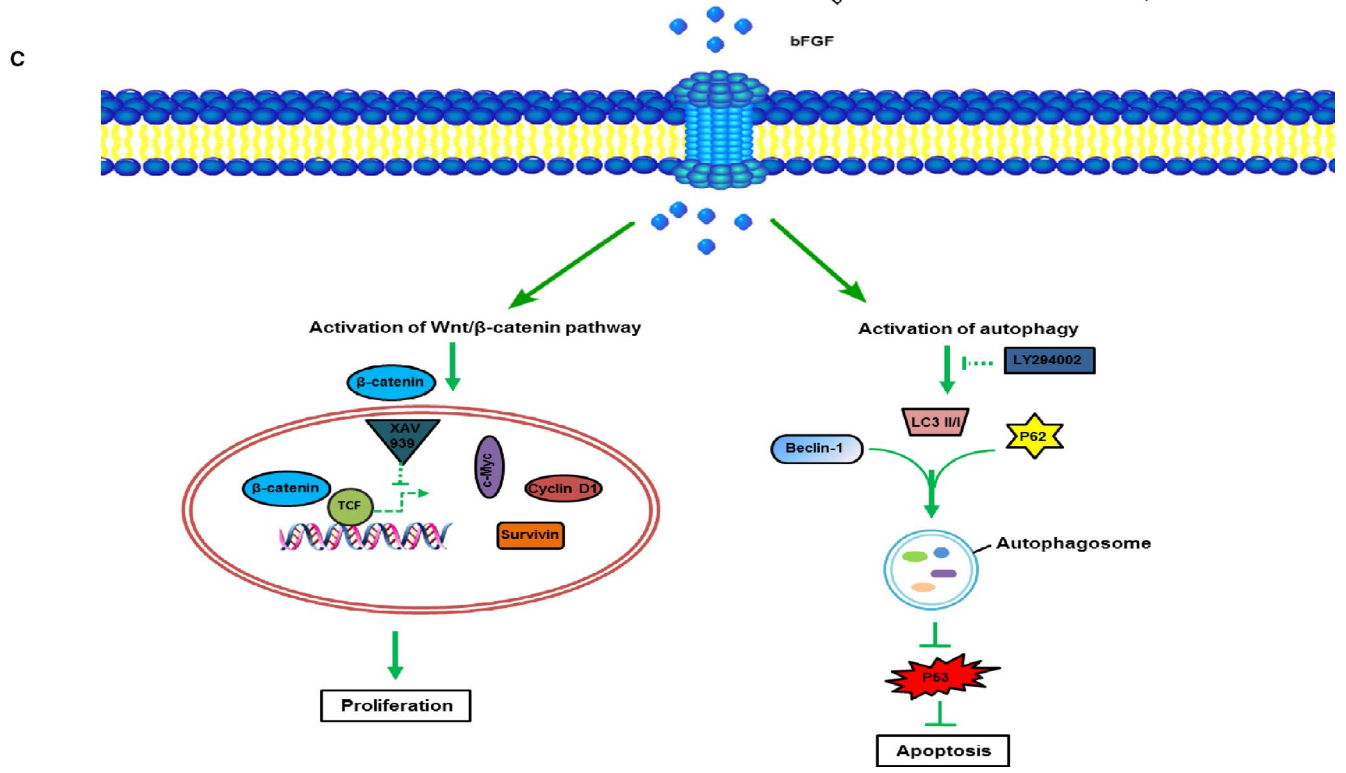 bFGF
C
Activation of Wnt/β-catenin pathway
Activation of autophagy
LY294002
β-catenin
XAV
939
LC3 II/I
c-Myc
P62
Beclin-1
β-catenin
Cyclin D1
TCF
Survivin
Autophagosome
P53
Proliferation
Apoptosis